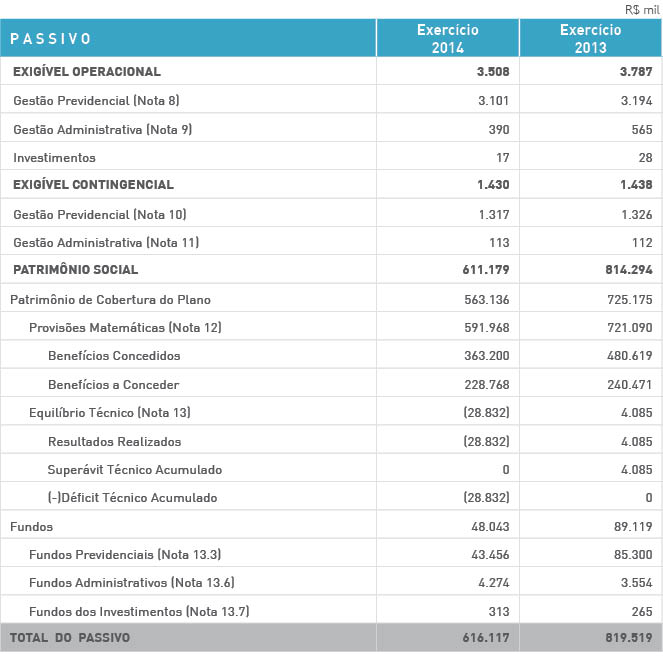 R$ mil
PASSIVO Exercício 2014 Exercício 2013
EXIGÍVEL OPERACIONAL 3.508 3.787
Gestão Previdencial (Nota 8) 3.101 3.194
Gestão Administrativa (Nota 9) 390 565
Investimentos 17 28
EXIGÍVEL CONTINGENCIAL 1.430 1.438
Gestão Previdencial (Nota 10) 1.317 1.326
Gestão Administrativa (Nota 11) 113 112
PATRIMÔNIO SOCIAL 611.179 814.294
Patrimônio de Cobertura do Plano 563.136 725.175
Provisões Matemáticas (Nota 12) 591.968 721.090
Benefícios Concedidos 363.200 480.619
Benefícios a Conceder 228.768 240.471
Equilíbrio Técnico (Nota 13) (28.832) 4.085
Resultados Realizados (28.832) 4.085
Superávit Técnico Acumulado 0 4.085
(-)Déficit Técnico Acumulado (28.832) 0
Fundos 48.043 89.119
Fundos Previdenciais (Nota 13.3) 43.456 85.300
Fundos Administrativos (Nota 13.6) 4.274 3.554
Fundos dos Investimentos (Nota 13.7) 313 265
TOTAL DO PASSIVO 616.117 819.519